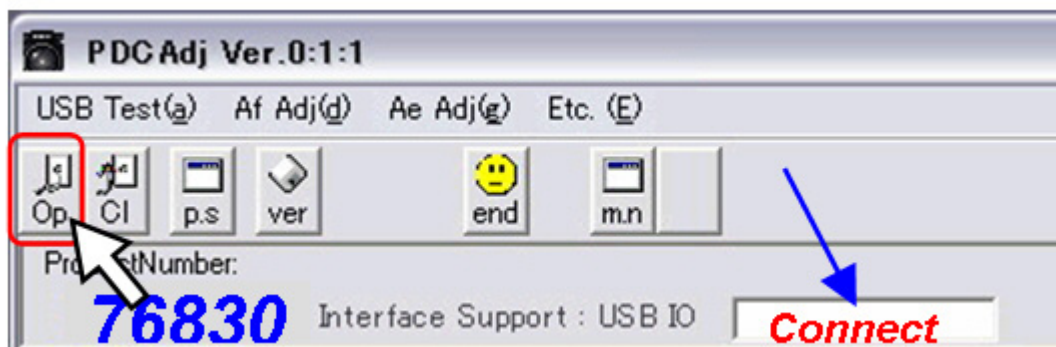 PDCAdj Ver.0:1:1
USB Test(a) Af Adj(d) Ae Adj(g) Etc. (E)
Op Cl p.s ver end m.n
Number:
76830 Interface Support : USB IO Connect